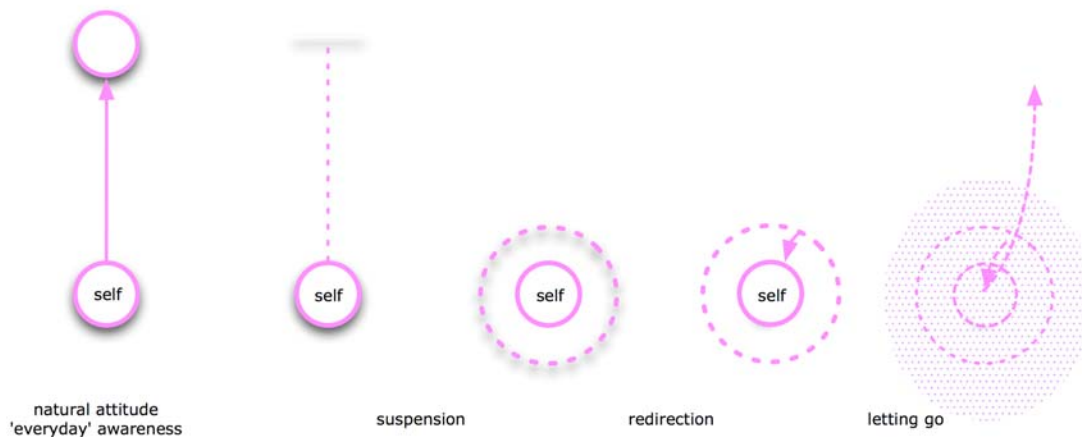 self
self
self
self
natural attitude
'everyday' awareness
suspension
redirection
letting go